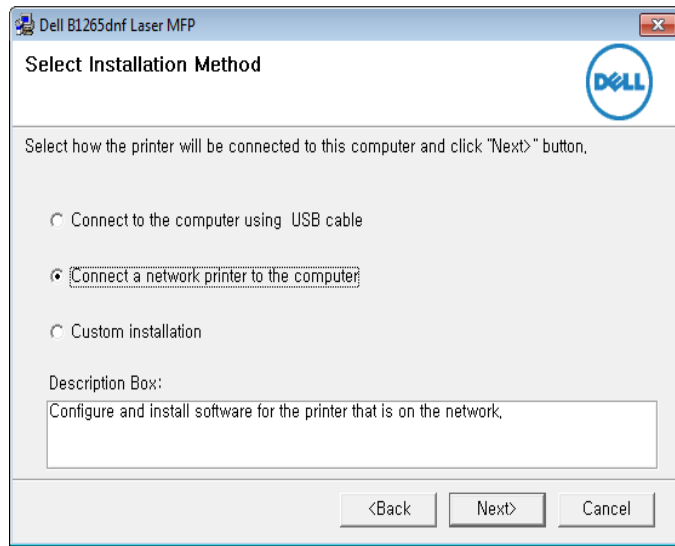 Dell B1265dnf Laser MFP
Select Installation Method
DELL
Select how the printer will be connected to this computer and click "Next>" button.
Connect to the computer using  USB cable
Connect a network printer to the computer
Custom installation
Description Box:
Configure and install software for the printer that is on the network.
<Back
Next>
Cancel